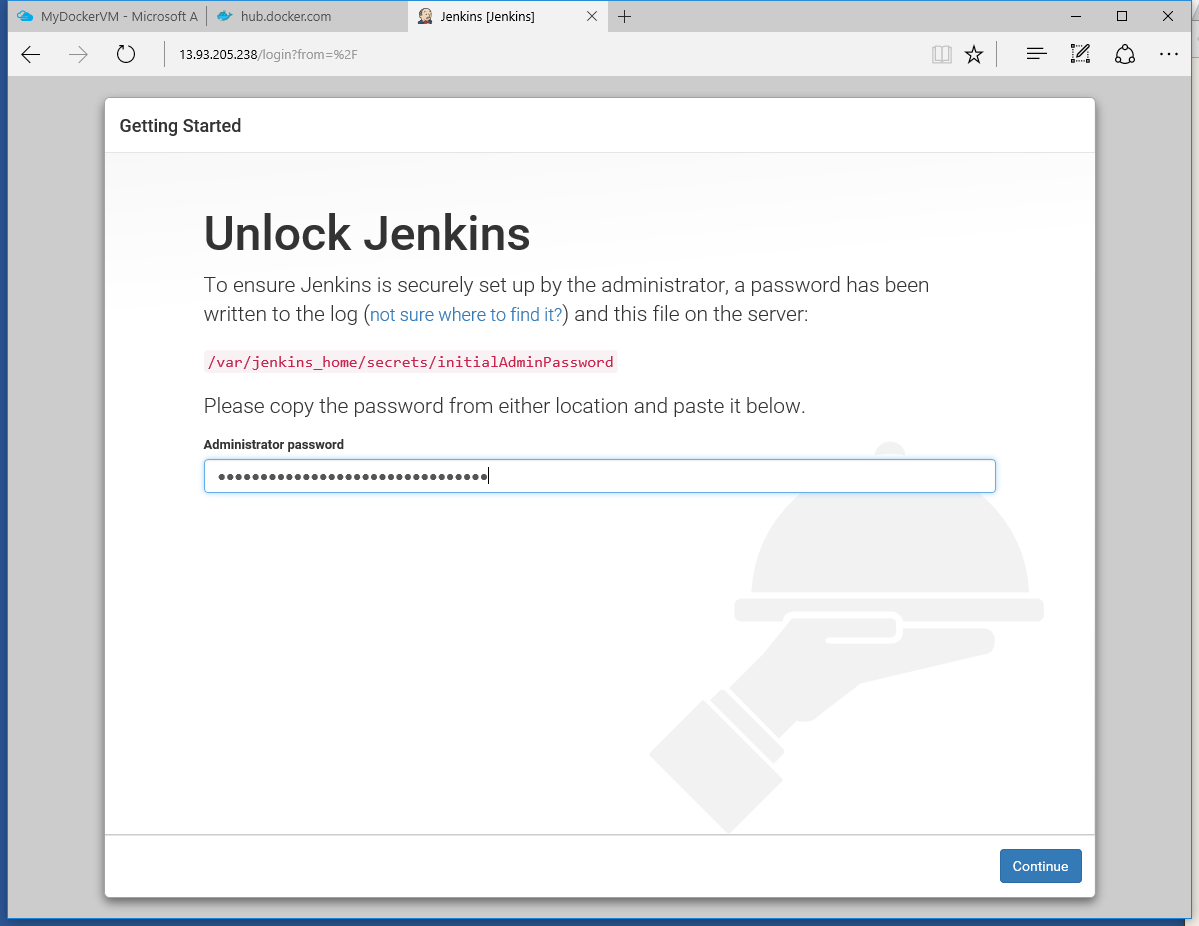 MyDockerVM - Microsoft A
hub.docker.com
Jenkins [Jenkins]
13.93.205.238/login?from=%2F
Getting Started
Unlock Jenkins
To ensure Jenkins is securely set up by the administrator, a password has been
written to the log (not sure where to find it?) and this file on the server:
/var/jenkins_home/secrets/initialAdminPassword
Please copy the password from either location and paste it below.
Administrator password
••••••••••••••••••••••••••••••••
Continue